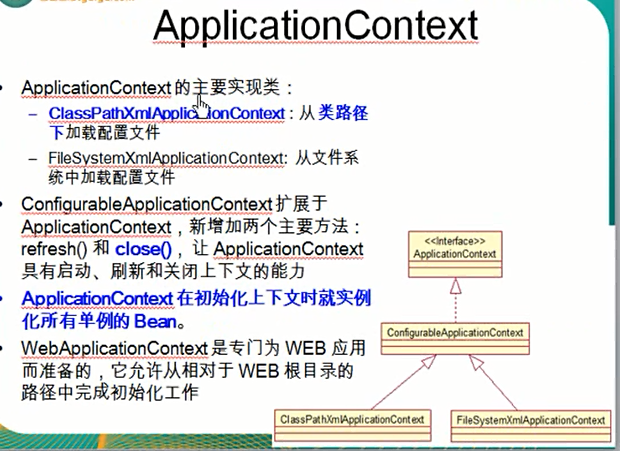 ApplicationContext
• ApplicationContext 的主要实现类：
– ClassPathXmlApplicationContext：从 类路径
下加载配置文件
– FileSystemXmlApplicationContext: 从文件系
统中加载配置文件
• ConfigurableApplicationContext 扩展于
ApplicationContext，新增加两个主要方法：
refresh() 和 close()， 让 ApplicationContext
具有启动、刷新和关闭上下文的能力
• ApplicationContext 在初始化上下文时就实例
化所有单例的 Bean。
• WebApplicationContext 是专门为 WEB 应用
而准备的，它允许从相对于 WEB 根目录的
路径中完成初始化工作
<<Interface>>
ApplicationContext
ConfigurableApplicationContext
ClassPathXmlApplicationContext
FileSystemXmlApplicationContext